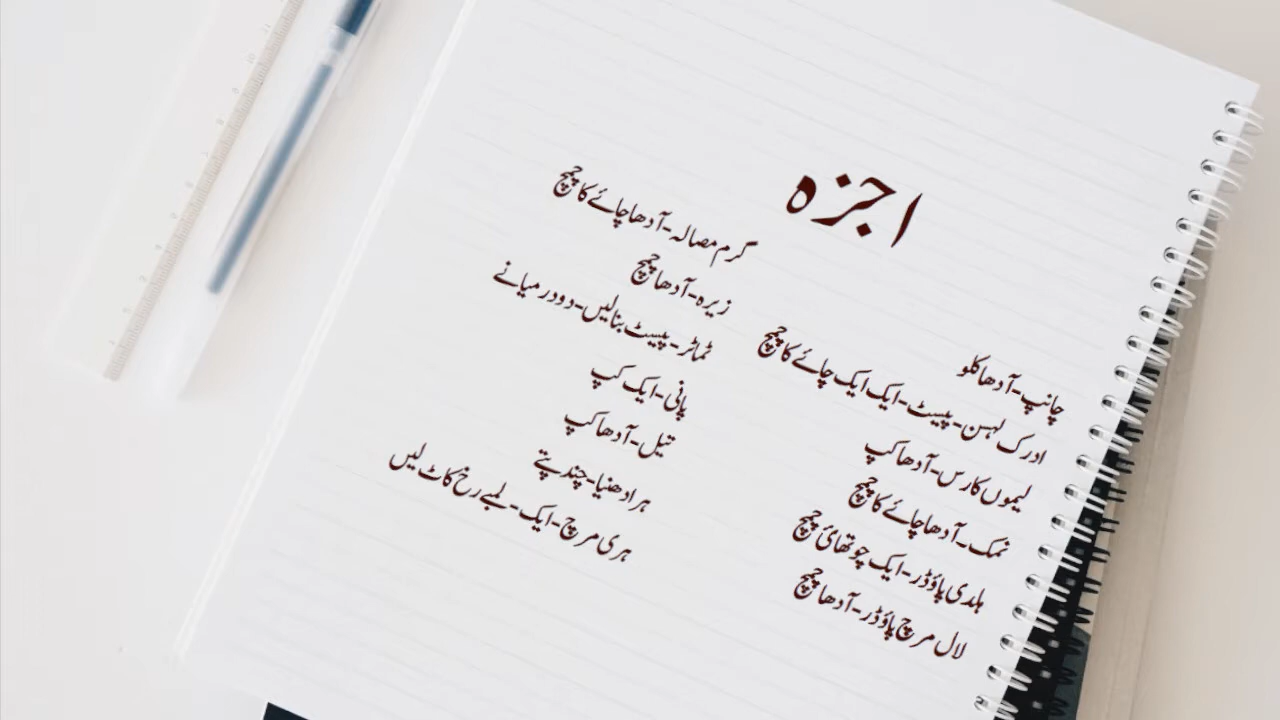 اجزہ
چانپ-آدھا کلو
ادرک لہسن-پیسٹ-ایک ایک چائے کا چمچ
لیموں کا رس-آدھا کپ
نمک-آدھا چائے کا چمچ
ہلدی پاؤڈر-ایک چوتھائ چمچ
لال مرچ پاؤڈر-آدھا چمچ
گرم مصالہ-آدھا چائے کا چمچ
زیرہ-آدھا چمچ
ٹماٹر-پیسٹ بنا لیں-دو درمیانے
پانی-ایک کپ
تیل-آدھا کپ
ہرا دھنیا-چند پتے
ہری مرچ-ایک-لمبے رخ کاٹ لیں